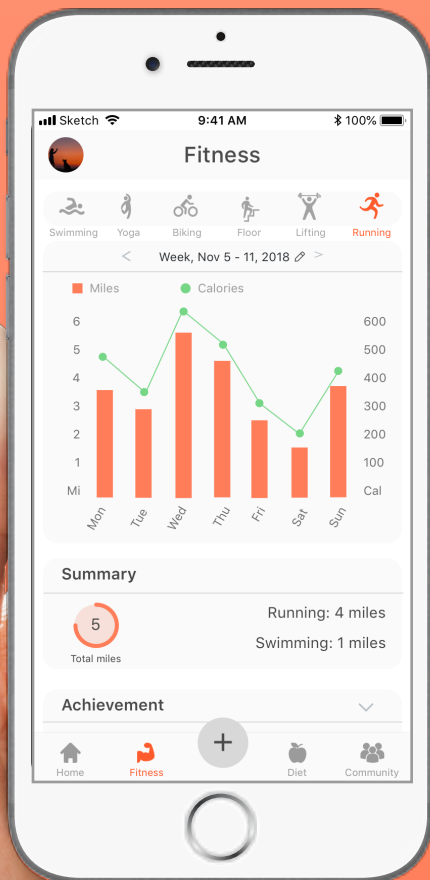 Sketch 9:41 AM 100%
Fitness
Swimming Yoga Biking Floor Lifting Running
< Week, Nov 5 - 11, 2018 >
Miles Calories
6 600
5 500
4 400
3 300
2 200
1 100
Mi Cal
Mon Tue Wed Thu Fri Sat Sun
Summary
5
Total miles
Running: 4 miles
Swimming: 1 miles
Achievement
+
Home Fitness Diet Community